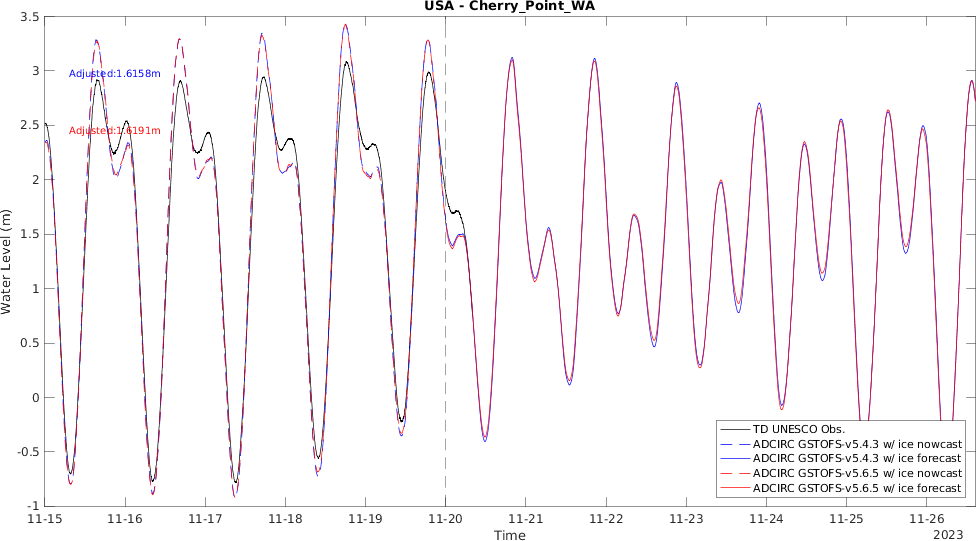 USA - Cherry_Point_WA
3.5
3
2.5
2
1.5
1
0.5
0
-0.5
-1
Water Level (m)
Adjusted:1.6158m
Adjusted:1.6191m
TD UNESCO Obs.
ADCIRC GSTOFS-v5.4.3 w/ ice nowcast
ADCIRC GSTOFS-v5.4.3 w/ ice forecast
ADCIRC GSTOFS-v5.6.5 w/ ice nowcast
ADCIRC GSTOFS-v5.6.5 w/ ice forecast
11-15 11-16 11-17 11-18 11-19 11-20 11-21 11-22 11-23 11-24 11-25 11-26
Time
2023